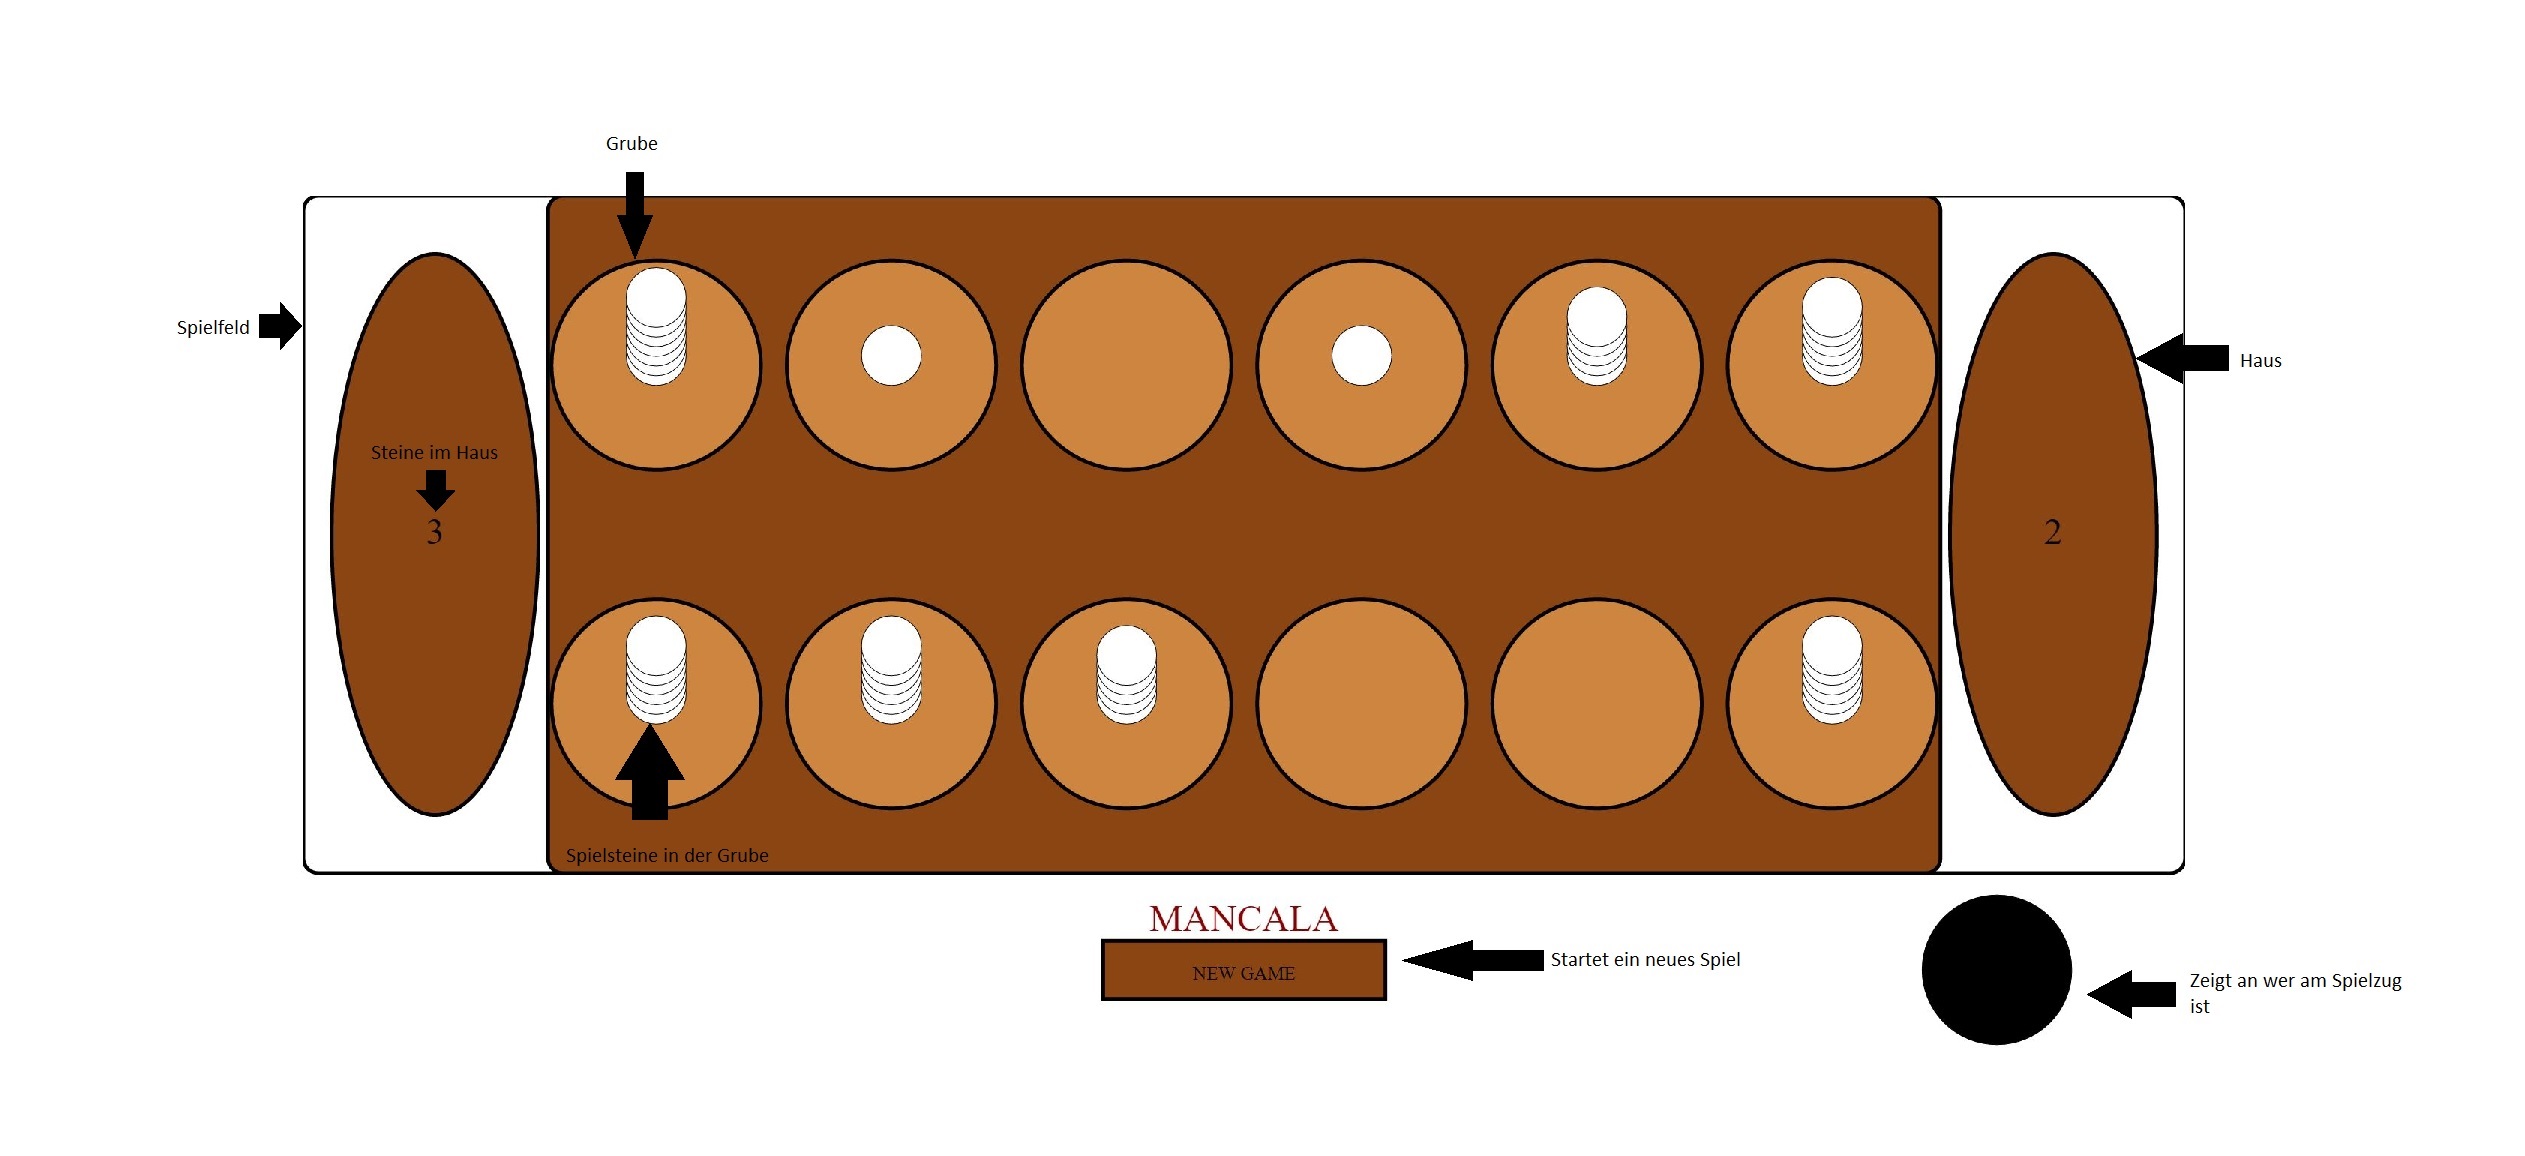 Grube
Spielfeld
Haus
Steine im Haus
3
2
Spielsteine in der Grube
MANCALA
NEW GAME
Startet ein neues Spiel
Zeigt an wer am Spielzug
ist